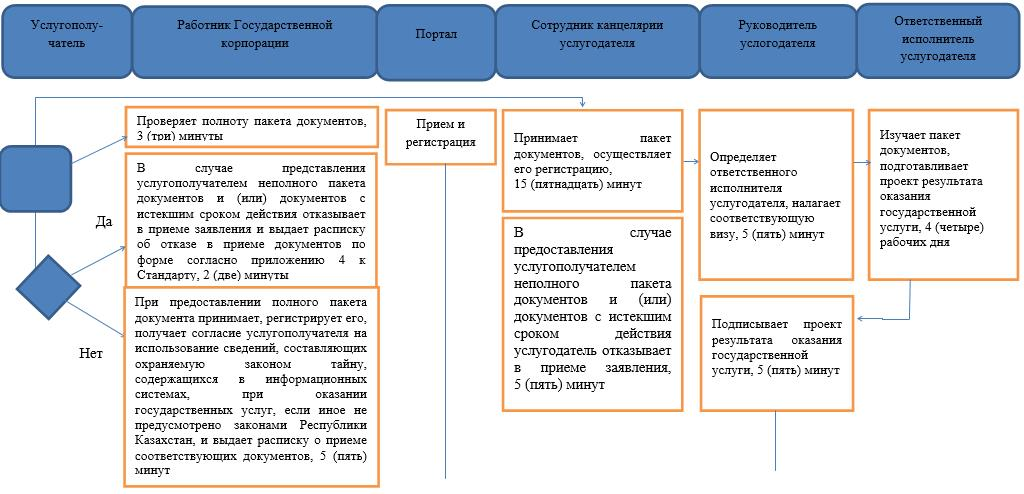 Услугополу-
чатель
Работник Государственной
корпорации
Портал
Сотрудник канцелярии
услугодателя
Руководитель
услогодателя
Ответственный
исполнитель
услугодателя
Проверяет полноту пакета документов,
3 (три) минуты
В случае представления
услугополучателем неполного пакета
документов и (или) документов с
истекшим сроком действия отказывает
в приеме заявления и выдает расписку
об отказе в приеме документов по
форме согласно приложению 4 к
Стандарту, 2 (две) минуты
Да
При предоставлении полного пакета
документа принимает, регистрирует его,
получает согласие услугополучателя на
использование сведений, составляющих
охраняемую законом тайну,
содержащихся в информационных
системах, при оказании
государственных услуг, если иное не
предусмотрено законами Республики
Казахстан, и выдает расписку о приеме
соответствующих документов, 5 (пять)
минут
Нет
Прием и
регистрация
Принимает пакет
документов, осуществляет
его регистрацию,
15 (пятнадцать) минут
В случае
предоставления
услугополучателем
неполного пакета
документов и (или)
документов с истекшим
сроком действия
услугодатель отказывает
в приеме заявления,
5 (пять) минут
Определяет
ответственного
исполнителя
услугодателя, налагает
соответствующую
визу, 5 (пять) минут
Подписывает проект
результата оказания
государственной
услуги, 5 (пять) минут
Изучает пакет
документов,
подготавливает
проект результата
оказания
государственной
услуги, 4 (четыре)
рабочих дня